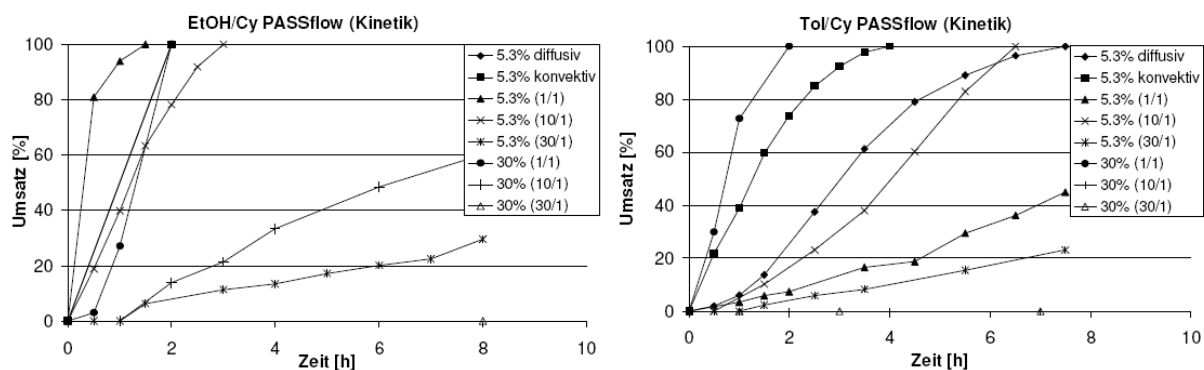 EtOH/Cy PASSflow (Kinetik)
100
80
60
40
20
0
Umsatz [%]
0 2 4 6 8 10
Zeit [h]
5.3% diffusiv
5.3% konvektiv
5.3% (1/1)
5.3% (10/1)
5.3% (30/1)
30% (1/1)
30% (10/1)
30% (30/1)
Tol/Cy PASSflow (Kinetik)
100
80
60
40
20
0
Umsatz [%]
0 2 4 6 8 10
Zeit [h]
5.3% diffusiv
5.3% konvektiv
5.3% (1/1)
5.3% (10/1)
5.3% (30/1)
30% (1/1)
30% (10/1)
30% (30/1)